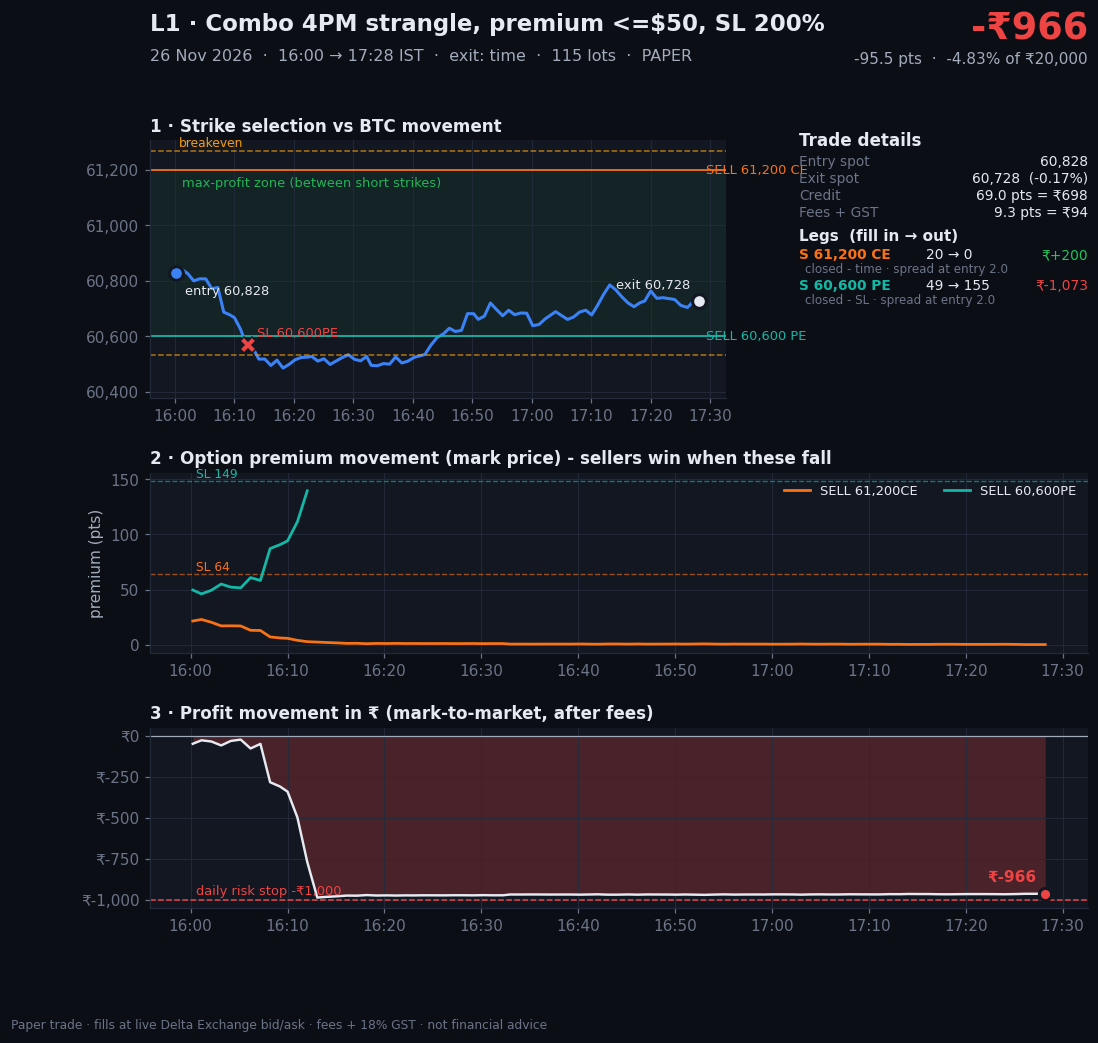 L1 · Combo 4PM strangle, premium <=$50, SL 200%
-₹966
26 Nov 2026 · 16:00 → 17:28 IST · exit: time · 115 lots · PAPER
-95.5 pts · -4.83% of ₹20,000
1 · Strike selection vs BTC movement
breakeven
SELL 61,200 CE
max-profit zone (between short strikes)
entry 60,828
exit 60,728
SL 60,600PE
SELL 60,600 PE
61,200
61,000
60,800
60,600
60,400
16:00 16:10 16:20 16:30 16:40 16:50 17:00 17:10 17:20 17:30
Trade details
Entry spot 60,828
Exit spot 60,728 (-0.17%)
Credit 69.0 pts = ₹698
Fees + GST 9.3 pts = ₹94
Legs (fill in → out)
S 61,200 CE 20 → 0 ₹+200
closed - time · spread at entry 2.0
S 60,600 PE 49 → 155 ₹-1,073
closed - SL · spread at entry 2.0
2 · Option premium movement (mark price) - sellers win when these fall
SL 149
SELL 61,200CE SELL 60,600PE
SL 64
premium (pts)
150
100
50
0
16:00 16:10 16:20 16:30 16:40 16:50 17:00 17:10 17:20 17:30
3 · Profit movement in ₹ (mark-to-market, after fees)
₹0
₹-250
₹-500
₹-750
₹-1,000
₹-966
daily risk stop -₹1,000
16:00 16:10 16:20 16:30 16:40 16:50 17:00 17:10 17:20 17:30
Paper trade · fills at live Delta Exchange bid/ask · fees + 18% GST · not financial advice